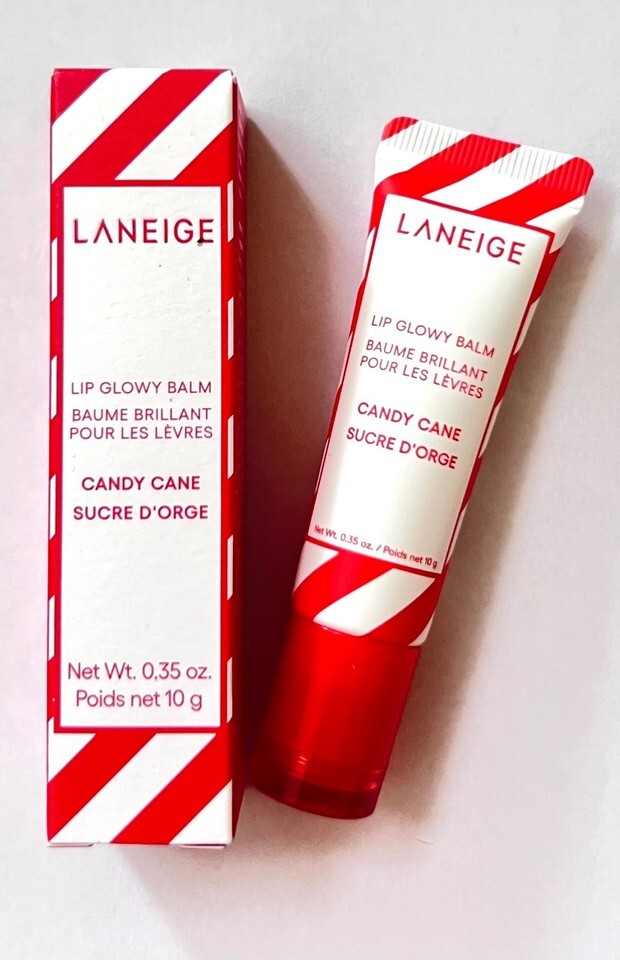 LANEIGE
LIP GLOWY BALM
BAUME BRILLANT
POUR LES LÈVRES
CANDY CANE
SUCRE D'ORGE
Net Wt. 0.35 oz.
Poids net 10 g
LANEIGE
LIP GLOWY BALM
BAUME BRILLANT
POUR LES LÈVRES
CANDY CANE
SUCRE D'ORGE
Net Wt. 0.35 oz. / Poids net 10 g